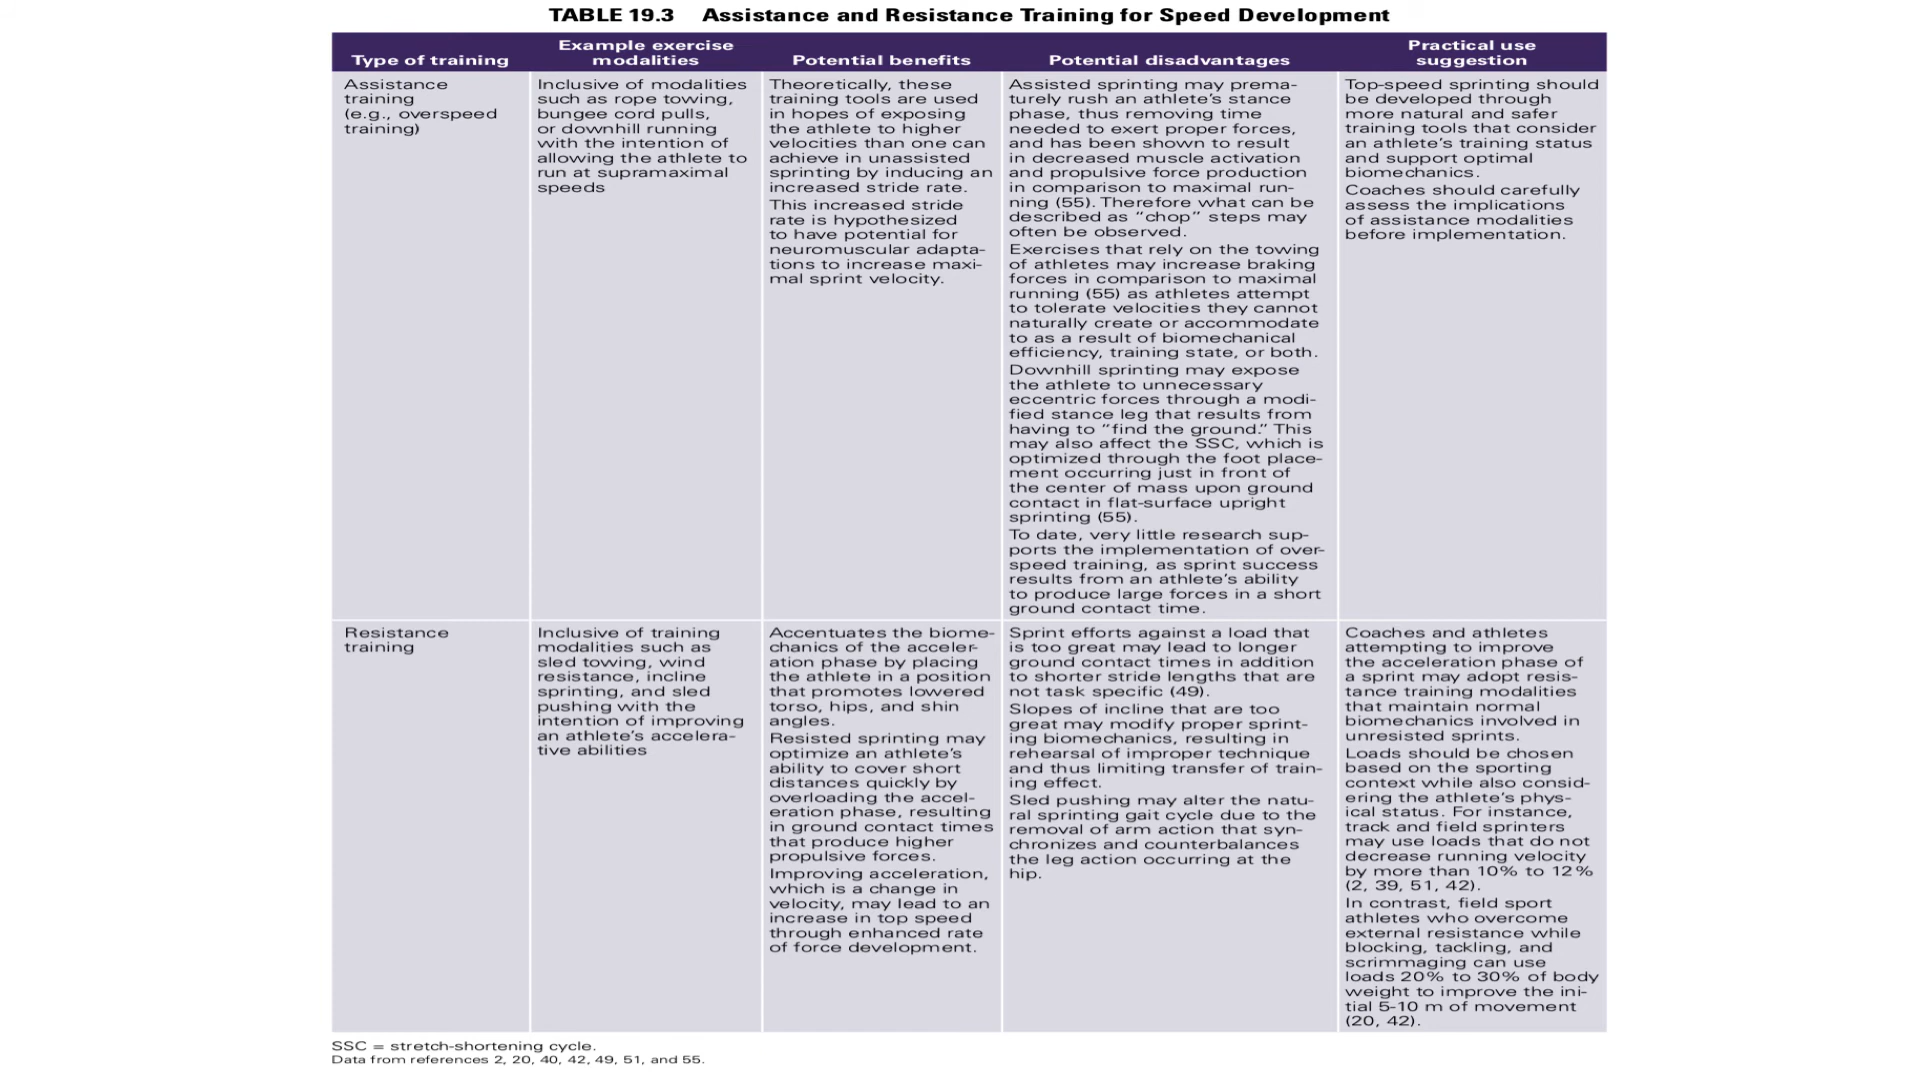 TABLE 19.3 Assistance and Resistance Training for Speed Development
Type of training
Example exercise
modalities
Potential benefits
Potential disadvantages
Practical use
suggestion
Assistance
training
(e.g., overspeed
training)
Inclusive of modalities
such as rope towing,
bungee cord pulls,
or downhill running
with the intention of
allowing the athlete to
run at supramaximal
speeds
Theoretically, these
training tools are used
in hopes of exposing
the athlete to higher
velocities than one can
achieve in unassisted
sprinting by inducing an
increased stride rate.
This increased stride
rate is hypothesized
to have potential for
neuromuscular adapta-
tions to increase maxi-
mal sprint velocity.
Assisted sprinting may prema-
turely rush an athlete's stance
phase, thus removing time
needed to exert proper forces,
and has been shown to result
in decreased muscle activation
and propulsive force production
in comparison to maximal run-
ning (55). Therefore what can be
described as "chop" steps may
often be observed.
Exercises that rely on the towing
of athletes may increase braking
forces in comparison to maximal
running (55) as athletes attempt
to tolerate velocities they cannot
naturally create or accommodate
to as a result of biomechanical
efficiency, training state, or both.
Downhill sprinting may expose
the athlete to unnecessary
eccentric forces through a modi-
fied stance leg that results from
having to "find the ground." This
may also affect the SSC, which is
optimized through the foot place-
ment occurring just in front of
the center of mass upon ground
contact in flat-surface upright
sprinting (55).
To date, very little research sup-
ports the implementation of over-
speed training, as sprint success
results from an athlete's ability
to produce large forces in a short
ground contact time.
Top-speed sprinting should
be developed through
more natural and safer
training tools that consider
an athlete's training status
and support optimal
biomechanics.
Coaches should carefully
assess the implications
of assistance modalities
before implementation.
Resistance
training
Inclusive of training
modalities such as
sled towing, wind
resistance, incline
sprinting, and sled
pushing with the
intention of improving
an athlete's accelera-
tive abilities
Accentuates the biome-
chanics of the acceler-
ation phase by placing
the athlete in a position
that promotes lowered
torso, hips, and shin
angles.
Resisted sprinting may
optimize an athlete's
ability to cover short
distances quickly by
overloading the accel-
eration phase, resulting
in ground contact times
that produce higher
propulsive forces.
Improving acceleration,
which is a change in
velocity, may lead to an
increase in top speed
through enhanced rate
of force development.
Sprint efforts against a load that
is too great may lead to longer
ground contact times in addition
to shorter stride lengths that are
not task specific (49).
Slopes of incline that are too
great may modify proper sprint-
ing biomechanics, resulting in
rehearsal of improper technique
and thus limiting transfer of train-
ing effect.
Sled pushing may alter the natu-
ral sprinting gait cycle due to the
removal of arm action that syn-
chronizes and counterbalances
the leg action occurring at the
hip.
Coaches and athletes
attempting to improve
the acceleration phase of
a sprint may adopt resis-
tance training modalities
that maintain normal
biomechanics involved in
unresisted sprints.
Loads should be chosen
based on the sporting
context while also consid-
ering the athlete's phys-
ical status. For instance,
track and field sprinters
may use loads that do not
decrease running velocity
by more than 10% to 12%
(2, 39, 51, 42).
In contrast, field sport
athletes who overcome
external resistance while
blocking, tackling, and
scrimmaging can use
loads 20% to 30% of body
weight to improve the ini-
tial 5-10 m of movement
(20, 42).
SSC = stretch-shortening cycle.
Data from references 2, 20, 40, 42, 49, 51, and 55.